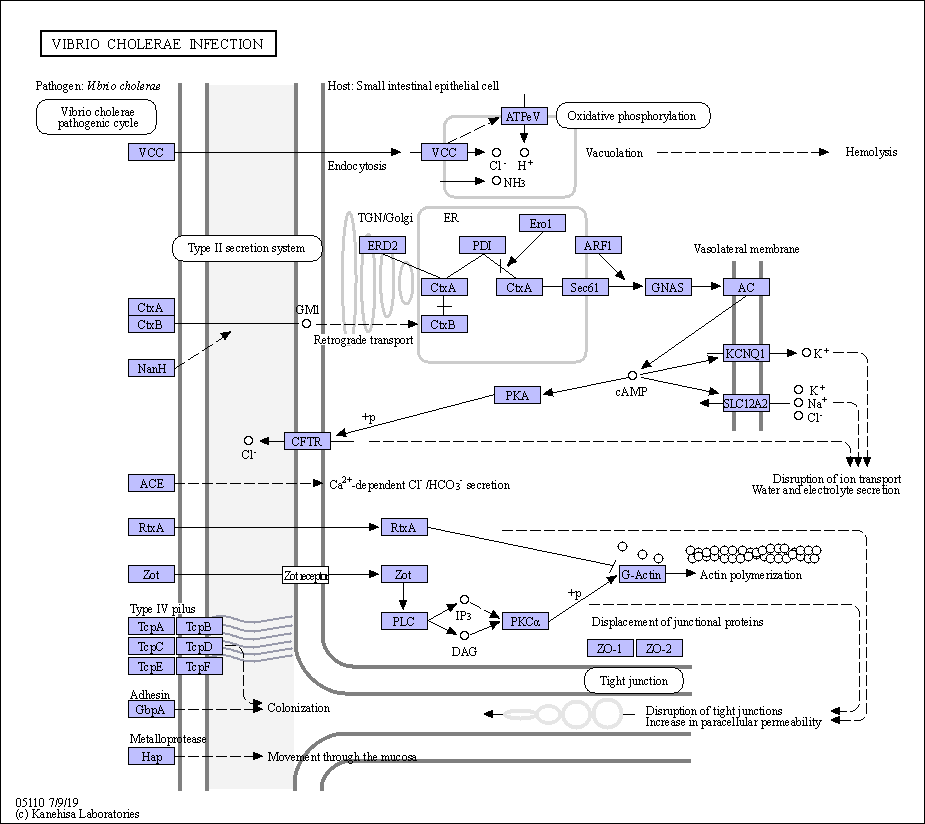 VIBRIO CHOLERAE INFECTION
Pathogen: Vibrio cholerae
Host: Small intestinal epithelial cell
Vibrio cholerae
pathogenic cycle
ATPeV
Oxidative phosphorylation
VCC
Endocytosis
VCC
Cl-
H+
NH3
Vacuolation
Hemolysis
TGN/Golgi
ER
Ero1
Type II secretion system
ERD2
PDI
ARF1
Vasolateral membrane
CtxA
CtxA
Sec61
GNAS
AC
CtxA
CtxB
GM1
CtxB
Retrograde transport
NanH
KCNQ1
K+
cAMP
PKA
SLC12A2
K+
Na+
Cl-
+p
CFTR
Cl-
Disruption of ion transport
Water and electrolyte secretion
ACE
Ca2+-dependent Cl-/HCO3- secretion
RtxA
RtxA
Zot
Zot receptor
Zot
G-Actin
Actin polymerization
+p
Type IV pilus
TcpA
TcpB
TcpC
TcpD
TcpE
TcpF
PLC
IP3
DAG
PKCα
Displacement of junctional proteins
ZO-1
ZO-2
Tight junction
Adhesin
GbpA
Colonization
Disruption of tight junctions
Increase in paracellular permeability
Metalloprotease
Hap
Movement through the mucosa
05110 7/9/19
(c) Kanehisa Laboratories